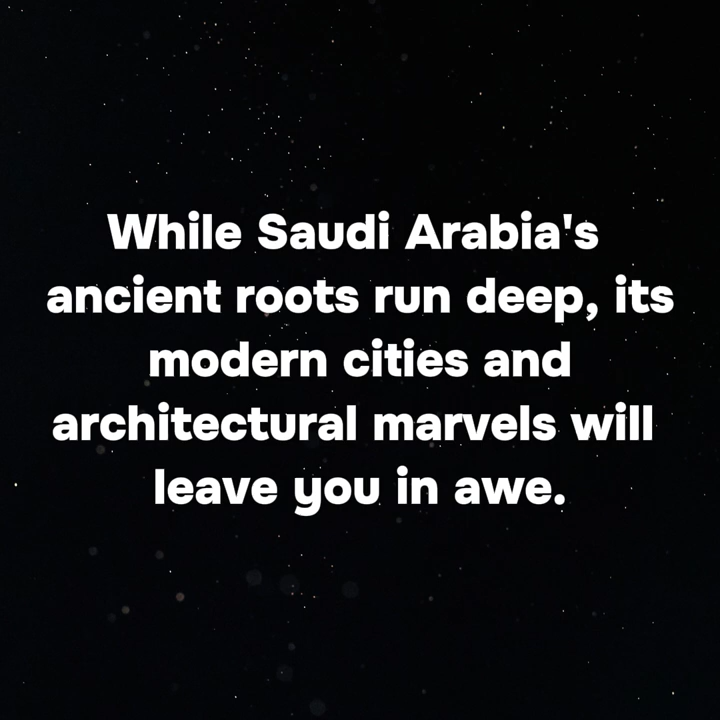 While Saudi Arabia's
ancient roots run deep, its
modern cities and
architectural marvels will
leave you in awe.